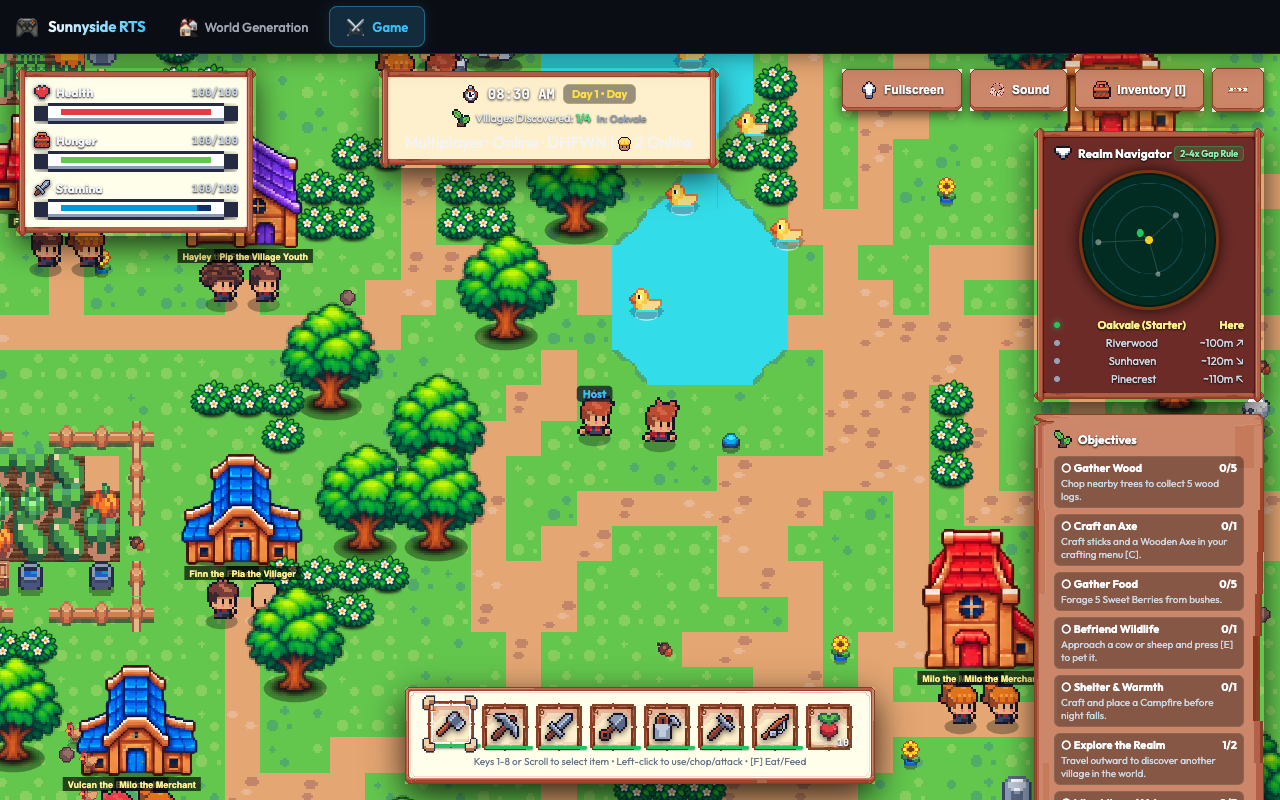 Sunnyside RTS
World Generation
Game
Health 100/100
Hunger 100/100
Stamina 100/100
08:30 AM Day 1 • Day
Villages Discovered: 1/4 In: Oakvale
Multiplayer: Online
Online
Fullscreen
Sound
Inventory [I]
Realm Navigator 2-4x Gap Rule
Oakvale (Starter) Here
Riverwood ~100m ↗
Sunhaven ~120m ↘
Pinecrest ~110m ↖
Objectives
Gather Wood 0/5
Chop nearby trees to collect 5 wood
logs.
Craft an Axe 0/1
Craft sticks and a Wooden Axe in your
crafting menu [C].
Gather Food 0/5
Forage 5 Sweet Berries from bushes.
Befriend Wildlife 0/1
Approach a cow or sheep and press [E]
to pet it.
Shelter & Warmth 0/1
Craft and place a Campfire before
night falls.
Explore the Realm 1/2
Travel outward to discover another
village in the world.
Hayley Pip the Village Youth
Host
Finn the Pia the Villager
Milo the Milo the Merchan
Vulcan the Milo the Merchant
10
Keys 1-8 or Scroll to select item • Left-click to use/chop/attack • [F] Eat/Feed